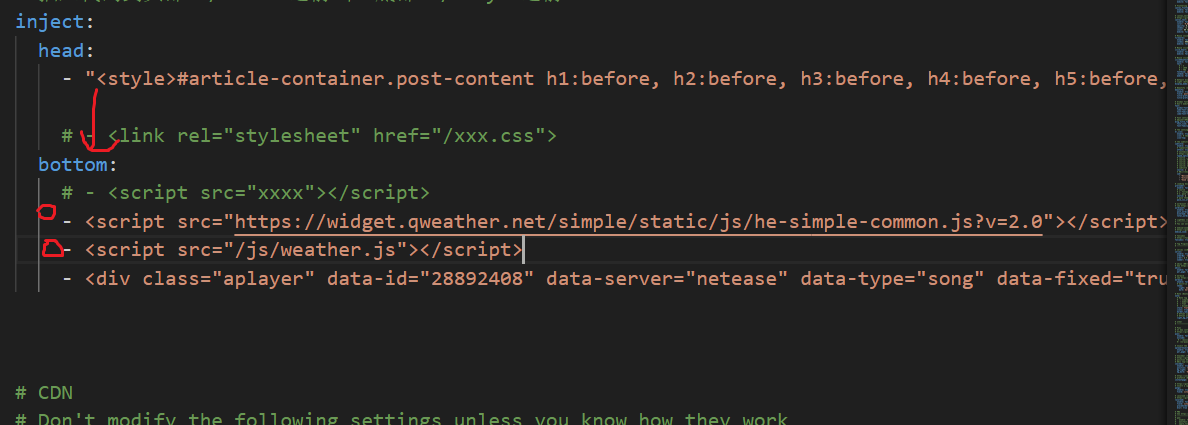 inject:
head:
- "<style>#article-container.post-content h1:before, h2:before, h3:before, h4:before, h5:before,
# - <link rel="stylesheet" href="/xxx.css">
bottom:
# - <script src="xxxx"></script>
- <script src="https://widget.qweather.net/simple/static/js/he-simple-common.js?v=2.0"></script>
- <script src="/js/weather.js"></script>
- <div class="aplayer" data-id="28892408" data-server="netease" data-type="song" data-fixed="tru
# CDN
# Don't modify the following settings unless you know how they work